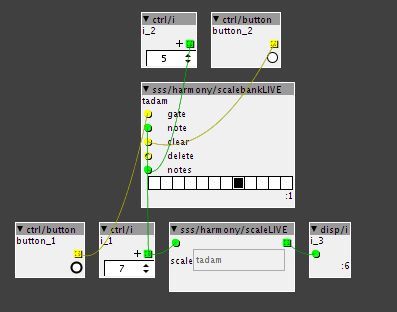 ctrl/i
i_2
+
5
ctrl/button
button_2
sss/harmony/scalebankLIVE
tadam
gate
note
clear
delete
notes
:1
ctrl/button
button_1
ctrl/i
i_1
+
7
sss/harmony/scaleLIVE
scale tadam
disp/i
i_3
:6